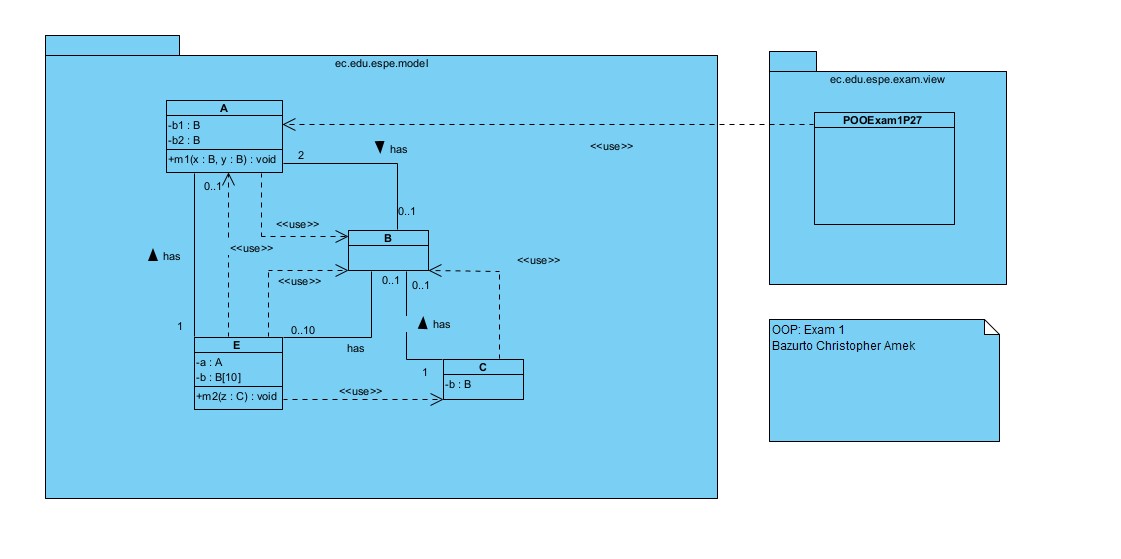 ec.edu.espe.model
A
-b1 : B
-b2 : B
+m1(x : B, y : B) : void
2
has
0..1
0..1
<<use>>
<<use>>
has
B
<<use>>
<<use>>
0..1
0..1
has
1
0..10
has
E
-a : A
-b : B[10]
+m2(z : C) : void
<<use>>
1
C
-b : B
<<use>>
ec.edu.espe.exam.view
POOExam1P27
OOP: Exam 1
Bazurto Christopher Amek